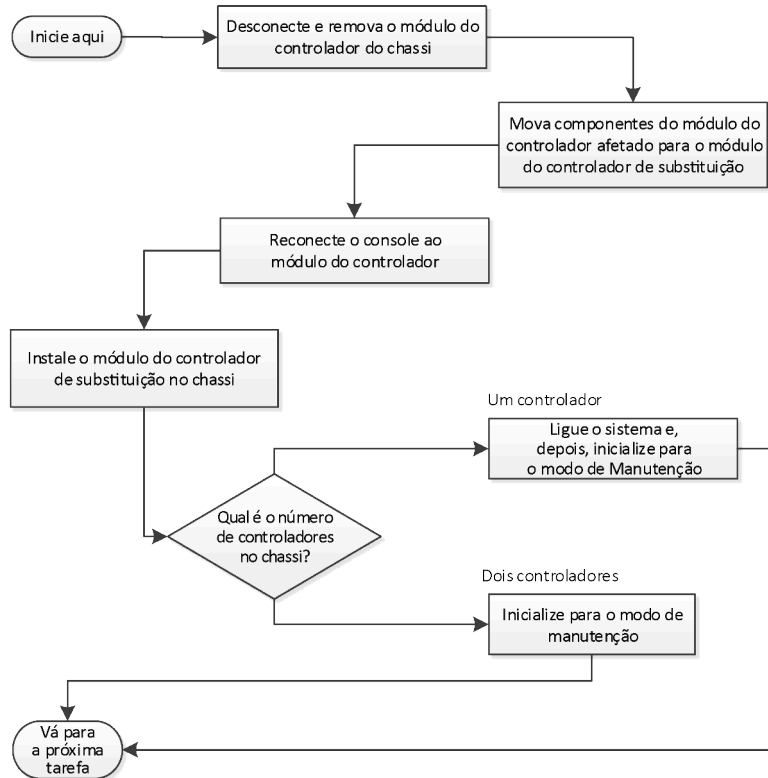 Inicie aqui
Desconecte e remova o módulo do
controlador do chassi
Mova componentes do módulo do
controlador afetado para o módulo
do controlador de substituição
Reconecte o console ao
módulo do controlador
Instale o módulo do controlador
de substituição no chassi
Um controlador
Ligue o sistema e,
depois, inicialize para
o modo de Manutenção
Qual é o número
de controladores
no chassi?
Dois controladores
Inicialize para o modo de
manutenção
Vá para
a próxima
tarefa